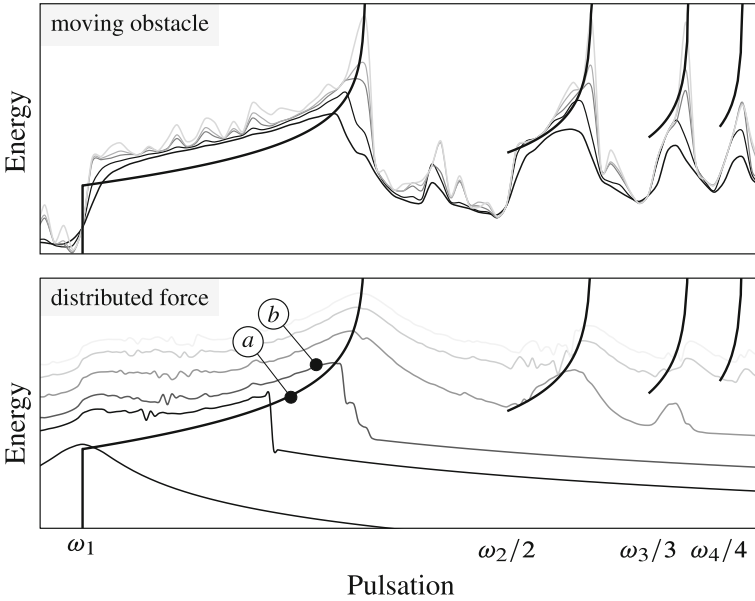 moving obstacle
Energy
distributed force
b
a
Energy
ω1 ω2/2 ω3/3 ω4/4
Pulsation